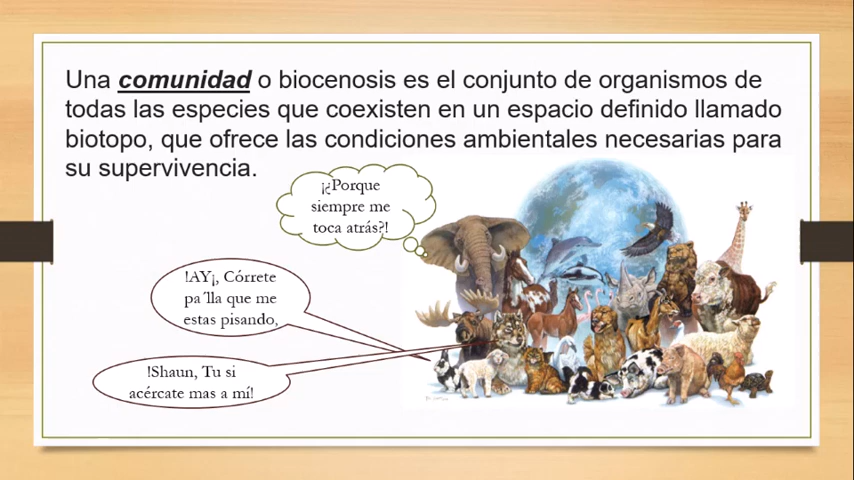 Una comunidad o biocenosis es el conjunto de organismos de
todas las especies que coexisten en un espacio definido llamado
biotopo, que ofrece las condiciones ambientales necesarias para
su supervivencia.
¡¿Porque
siempre me
toca atrás?!
!AY¡, Córrete
pa´lla que me
estas pisando,
!Shaun, Tu si
acércate mas a mí!